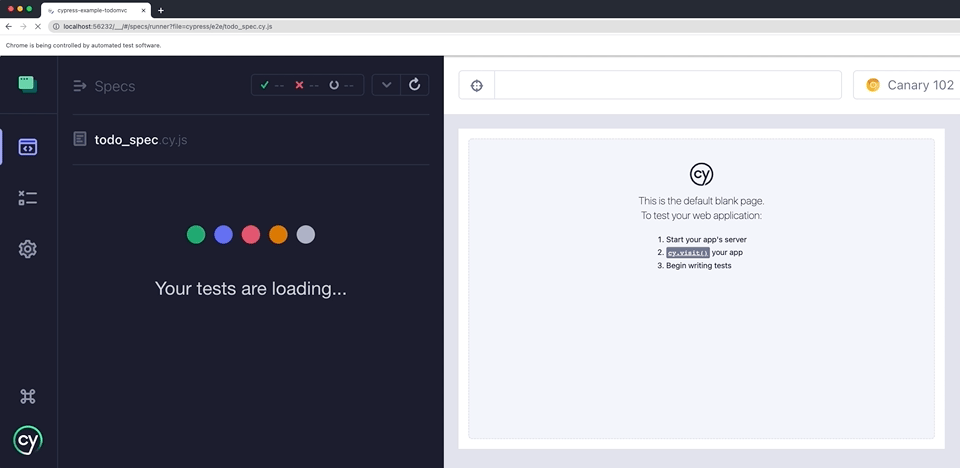 cypress-example-todomvc
localhost:56232/__/#/specs/runner?file=cypress/e2e/todo_spec.cy.js
Chrome is being controlled by automated test software.
Specs
-- -- --
Canary 102
todo_spec.cy.js
cy
This is the default blank page.
To test your web application:
1. Start your app's server
2. cy.visit() your app
3. Begin writing tests
Your tests are loading...
cy